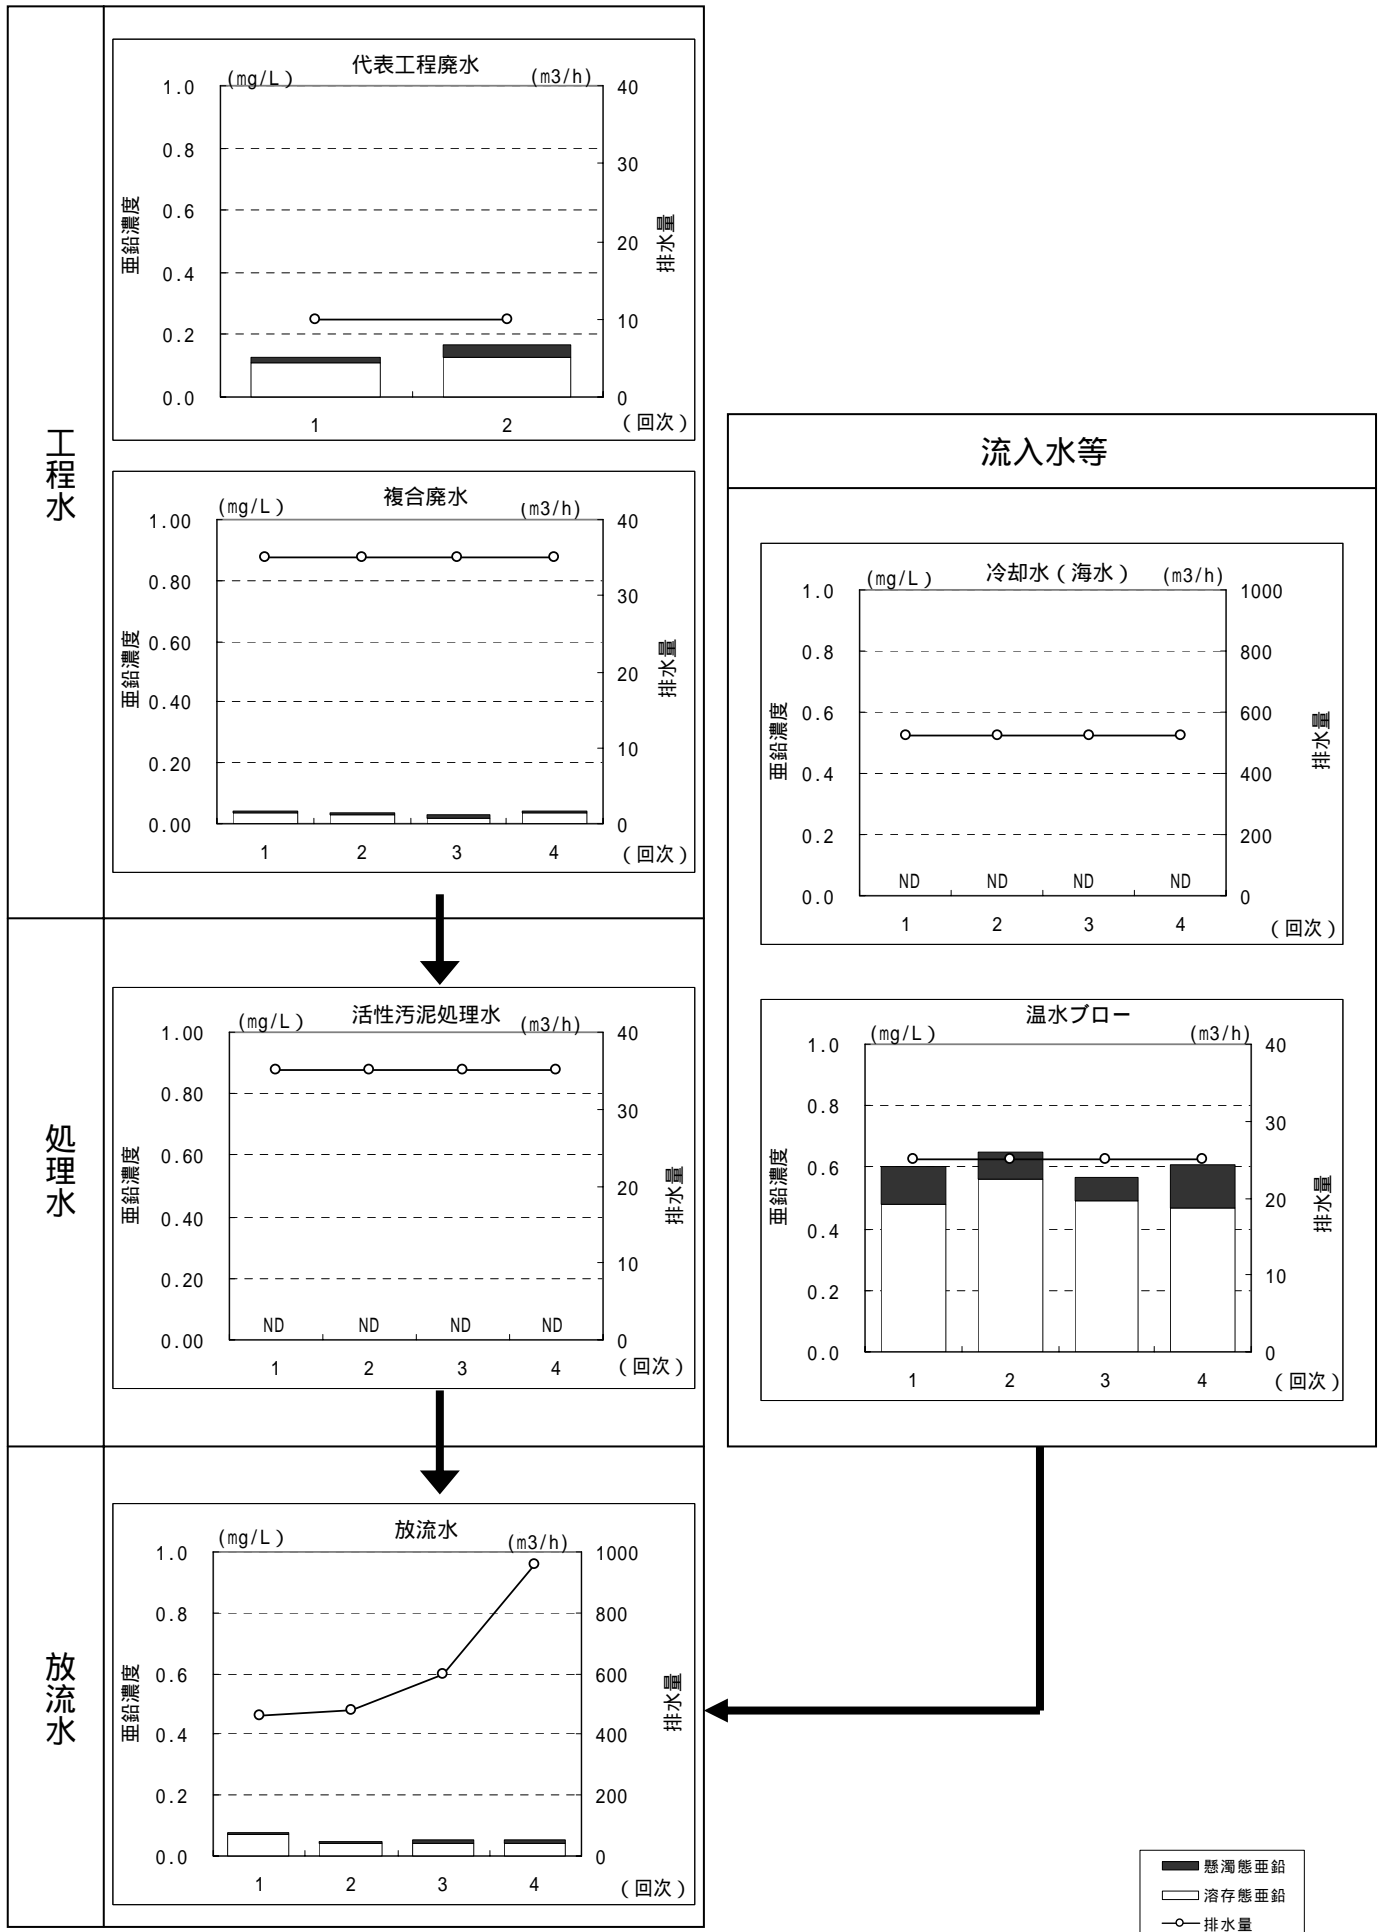 工程水
代表工程廃水
(mg/L) (m3/h)
1.0 40
0.8 30
0.6 20
0.4 10
0.2 0
0.0
亜鉛濃度
排水量
1 2 (回次)
複合廃水
(mg/L) (m3/h)
1.00 40
0.80 30
0.60 20
0.40 10
0.20 0
0.00
亜鉛濃度
排水量
1 2 3 4 (回次)
処理水
活性汚泥処理水
(mg/L) (m3/h)
1.00 40
0.80 30
0.60 20
0.40 10
0.20 0
0.00
亜鉛濃度
排水量
ND ND ND ND
1 2 3 4 (回次)
放流水
放流水
(mg/L) (m3/h)
1.0 1000
0.8 800
0.6 600
0.4 400
0.2 200
0.0 0
亜鉛濃度
排水量
1 2 3 4 (回次)
流入水等
冷却水(海水)
(mg/L) (m3/h)
1.0 1000
0.8 800
0.6 600
0.4 400
0.2 200
0.0 0
亜鉛濃度
排水量
ND ND ND ND
1 2 3 4 (回次)
温水ブロー
(mg/L) (m3/h)
1.0 40
0.8 30
0.6 20
0.4 10
0.2 0
0.0
亜鉛濃度
排水量
1 2 3 4 (回次)
懸濁態亜鉛
溶存態亜鉛
排水量